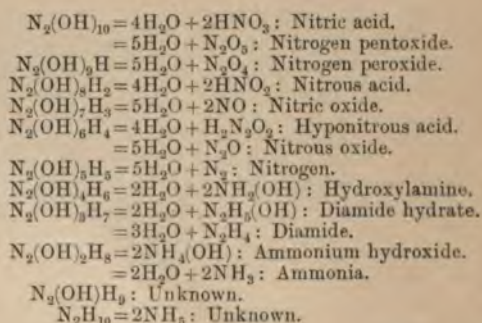 N₂(OH)₁₀=4H₂O+2HNO₃: Nitric acid.
=5H₂O+N₂O₅: Nitrogen pentoxide.
N₂(OH)₉H=5H₂O+N₂O₄: Nitrogen peroxide.
N₂(OH)₈H₂=4H₂O+2HNO₂: Nitrous acid.
N₂(OH)₇H₃=5H₂O+2NO: Nitric oxide.
N₂(OH)₆H₄=4H₂O+H₂N₂O₂: Hyponitrous acid.
=5H₂O+N₂O: Nitrous oxide.
N₂(OH)₅H₅=5H₂O+N₂: Nitrogen.
N₂(OH)₄H₆=2H₂O+2NH₂(OH): Hydroxylamine.
N₂(OH)₃H₇=2H₂O+N₂H₅(OH): Diamide hydrate.
=3H₂O+N₂H₄: Diamide.
N₂(OH)₂H₈=2NH₄(OH): Ammonium hydroxide.
=2H₂O+2NH₃: Ammonia.
N₂(OH)H₉: Unknown.
N₂H₁₀=2NH₅: Unknown.